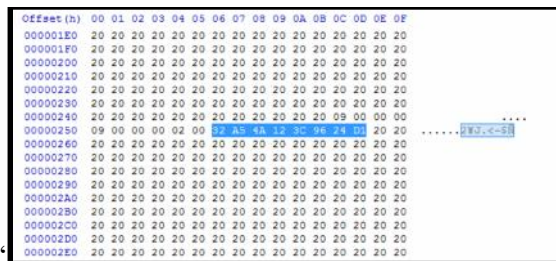 Offset(h) 00 01 02 03 04 05 06 07 08 09 0A 0B 0C 0D 0E 0F
000001E0 20 20 20 20 20 20 20 20 20 20 20 20 20 20 20 20
000001F0 20 20 20 20 20 20 20 20 20 20 20 20 20 20 20 20
00000200 20 20 20 20 20 20 20 20 20 20 20 20 20 20 20 20
00000210 20 20 20 20 20 20 20 20 20 20 20 20 20 20 20 20
00000220 20 20 20 20 20 20 20 20 20 20 20 20 20 20 20 20
00000230 20 20 20 20 20 20 20 20 20 20 20 20 20 20 20 20
00000240 20 20 20 20 20 20 20 20 20 20 20 20 09 00 00 00 ....
00000250 09 00 00 00 02 00 32 A5 4A 12 3C 96 24 D1 20 20 ......2¥J.<–$Ñ
00000260 20 20 20 20 20 20 20 20 20 20 20 20 20 20 20 20
00000270 20 20 20 20 20 20 20 20 20 20 20 20 20 20 20 20
00000280 20 20 20 20 20 20 20 20 20 20 20 20 20 20 20 20
00000290 20 20 20 20 20 20 20 20 20 20 20 20 20 20 20 20
000002A0 20 20 20 20 20 20 20 20 20 20 20 20 20 20 20 20
000002B0 20 20 20 20 20 20 20 20 20 20 20 20 20 20 20 20
000002C0 20 20 20 20 20 20 20 20 20 20 20 20 20 20 20 20
000002D0 20 20 20 20 20 20 20 20 20 20 20 20 20 20 20 20
000002E0 20 20 20 20 20 20 20 20 20 20 20 20 20 20 20 20